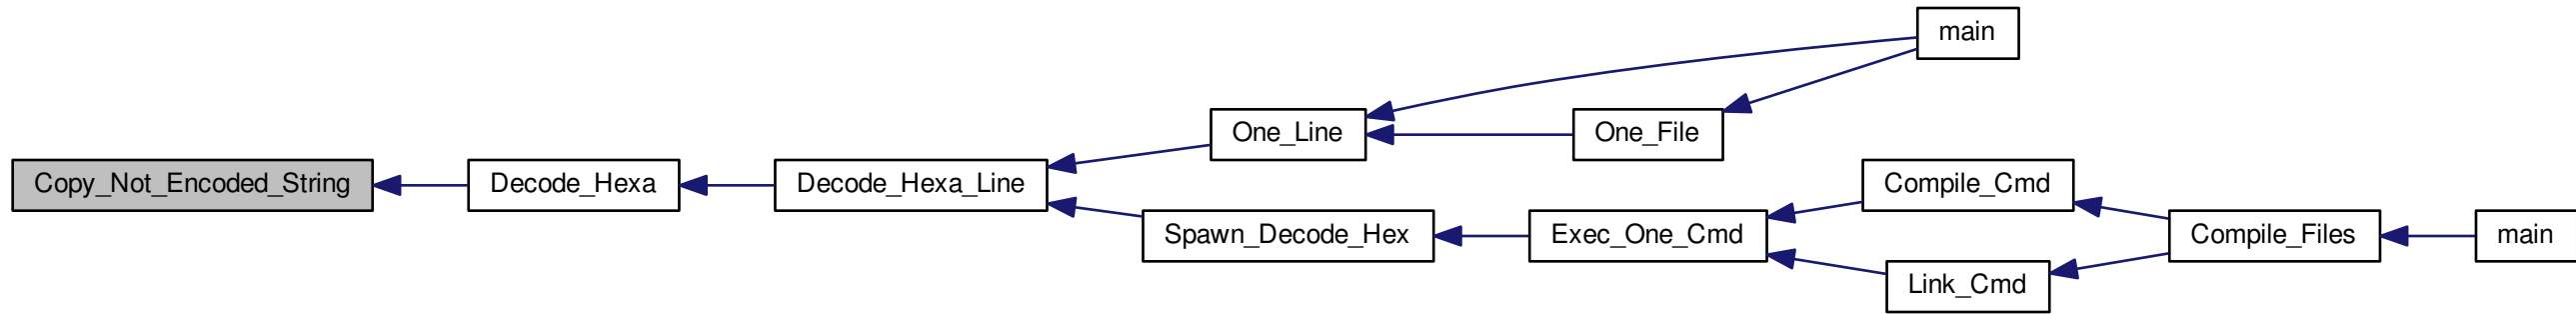 main
One_Line
One_File
Copy_Not_Encoded_String
Decode_Hexa
Decode_Hexa_Line
Compile_Cmd
Spawn_Decode_Hex
Exec_One_Cmd
Compile_Files
main
Link_Cmd